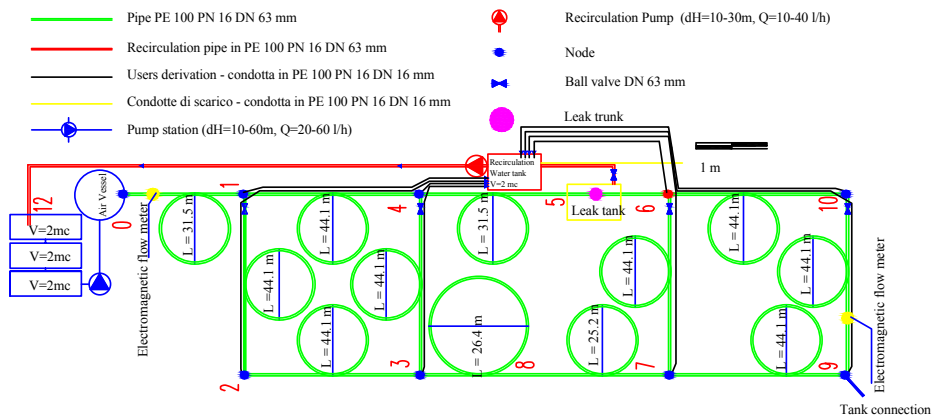 Pipe PE 100 PN 16 DN 63 mm
Recirculation pipe in PE 100 PN 16 DN 63 mm
Users derivation - condotta in PE 100 PN 16 DN 16 mm
Condotte di scarico - condotta in PE 100 PN 16 DN 16 mm
Pump station (dH=10-60m, Q=20-60 l/h)
Recirculation Pump (dH=10-30m, Q=10-40 l/h)
Node
Ball valve DN 63 mm
Leak trunk
1 m
Recirculation
Water tank
V=2 mc
Leak tank
12
V=2mc
V=2mc
V=2mc
Air Vessel
0
Electromagnetic flow meter
1
4
5
6
10
L = 31.5 m
L = 44.1 m
L = 31.5 m
L = 44.1m
L =44.1 m
L = 44.1 m
L = 44.1 m
L = 44.1 m
L = 44.1 m
L = 26.4 m
L = 25.2 m
L = 44.1 m
2
3
8
7
9
Electromagnetic flow meter
Tank connection